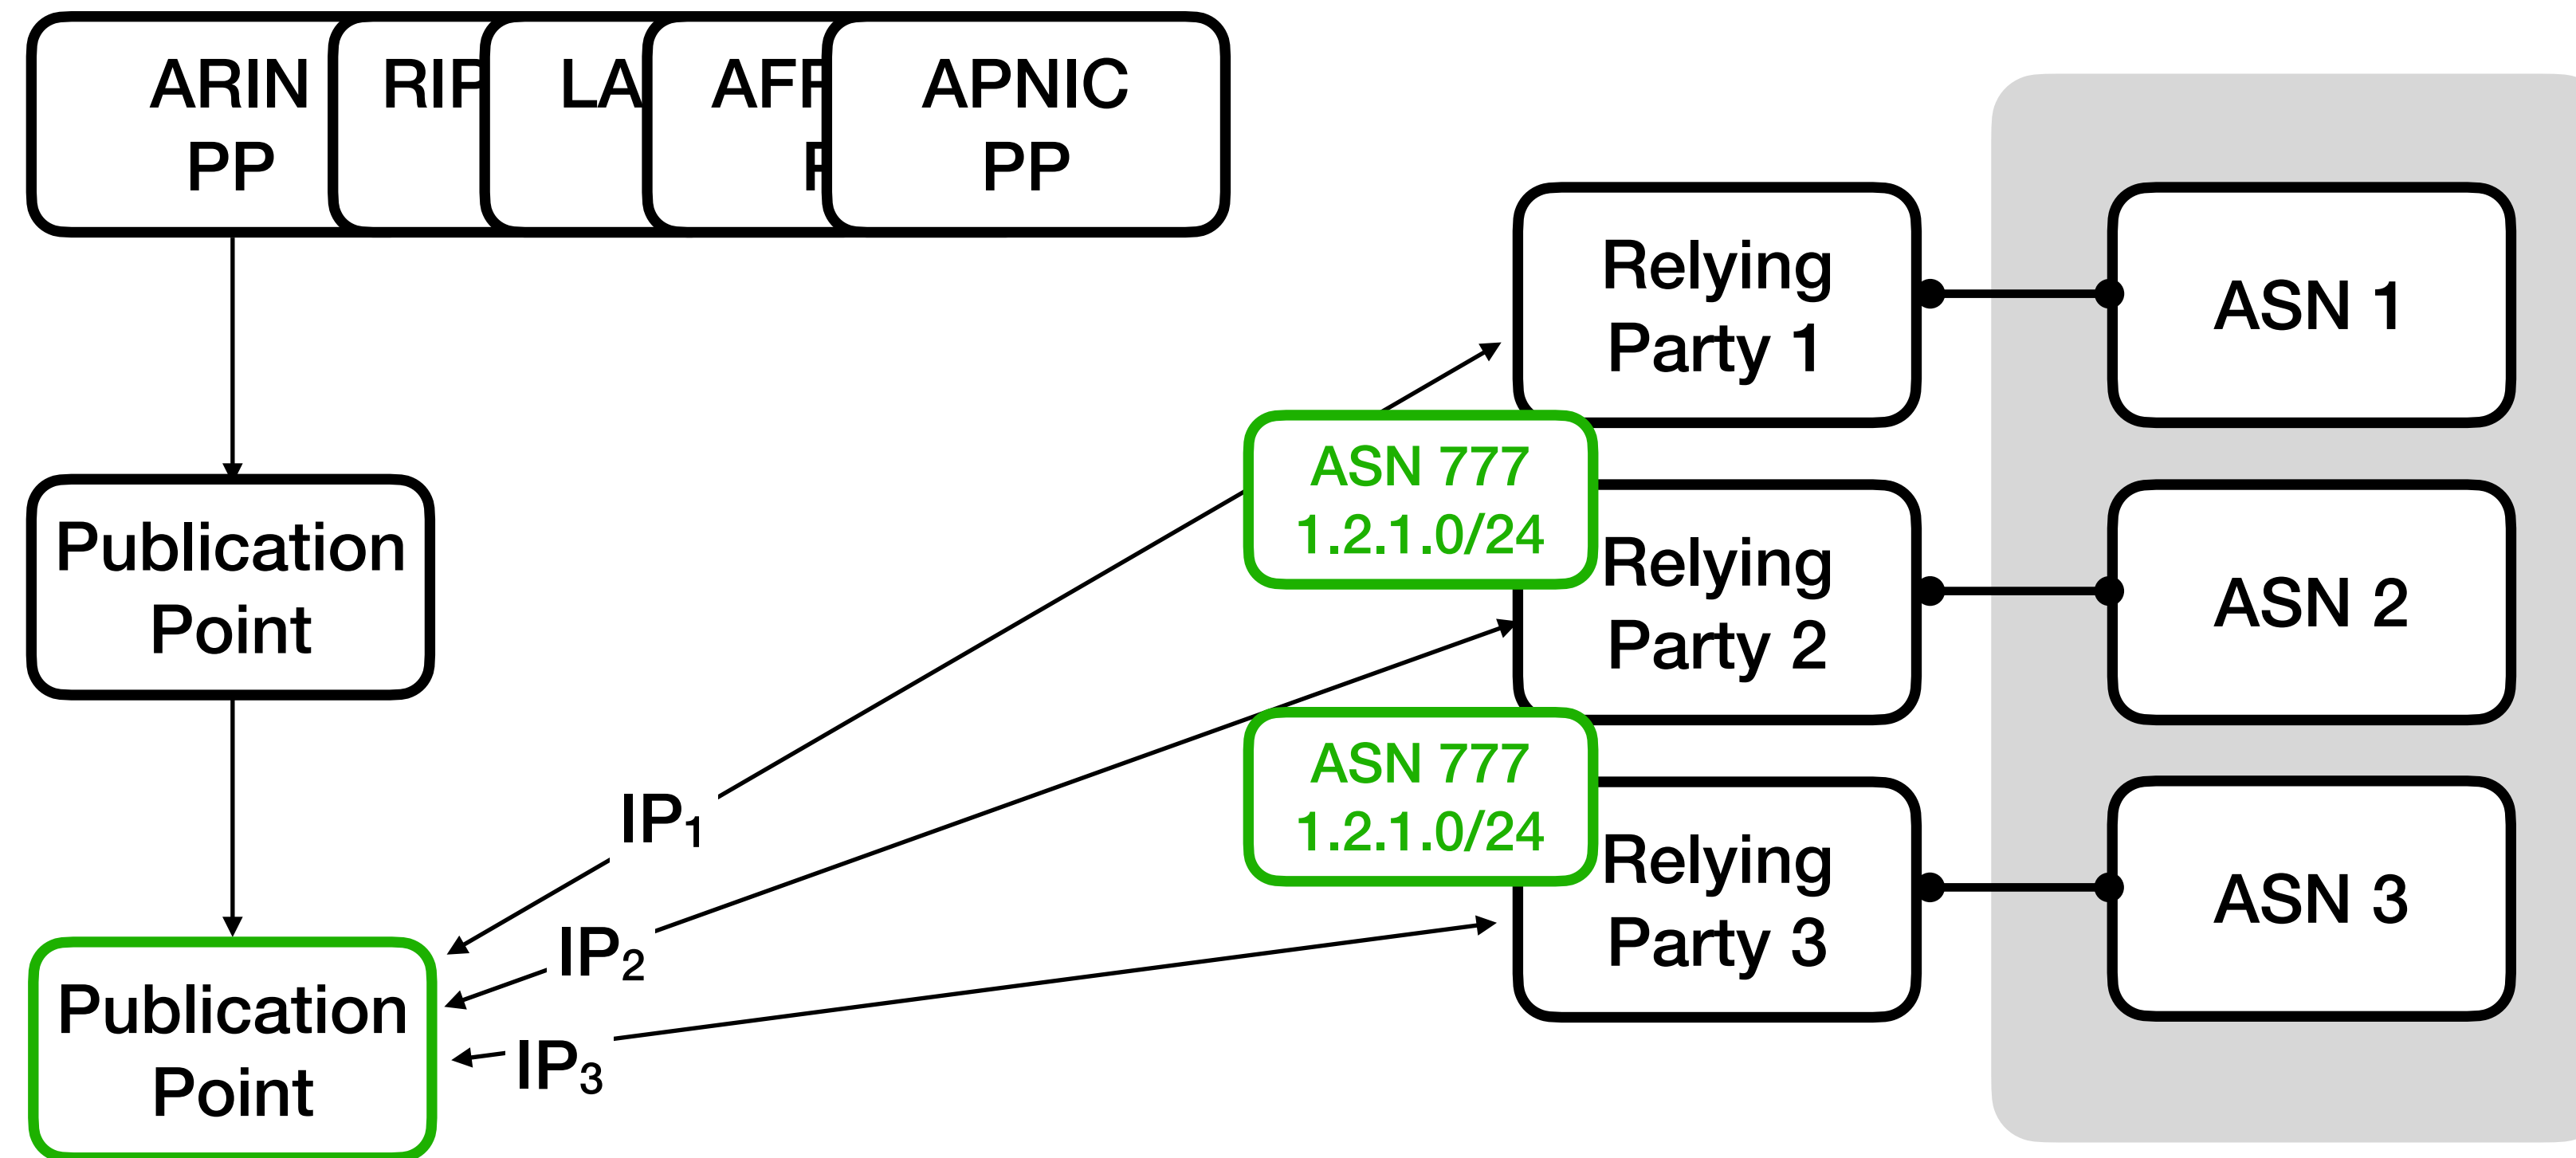 ARIN
PP
RIP
LA
AFR
P
APNIC
PP
Publication
Point
Publication
Point
IP₁
IP₂
IP₃
ASN 777
1.2.1.0/24
ASN 777
1.2.1.0/24
Relying
Party 1
Relying
Party 2
Relying
Party 3
ASN 1
ASN 2
ASN 3